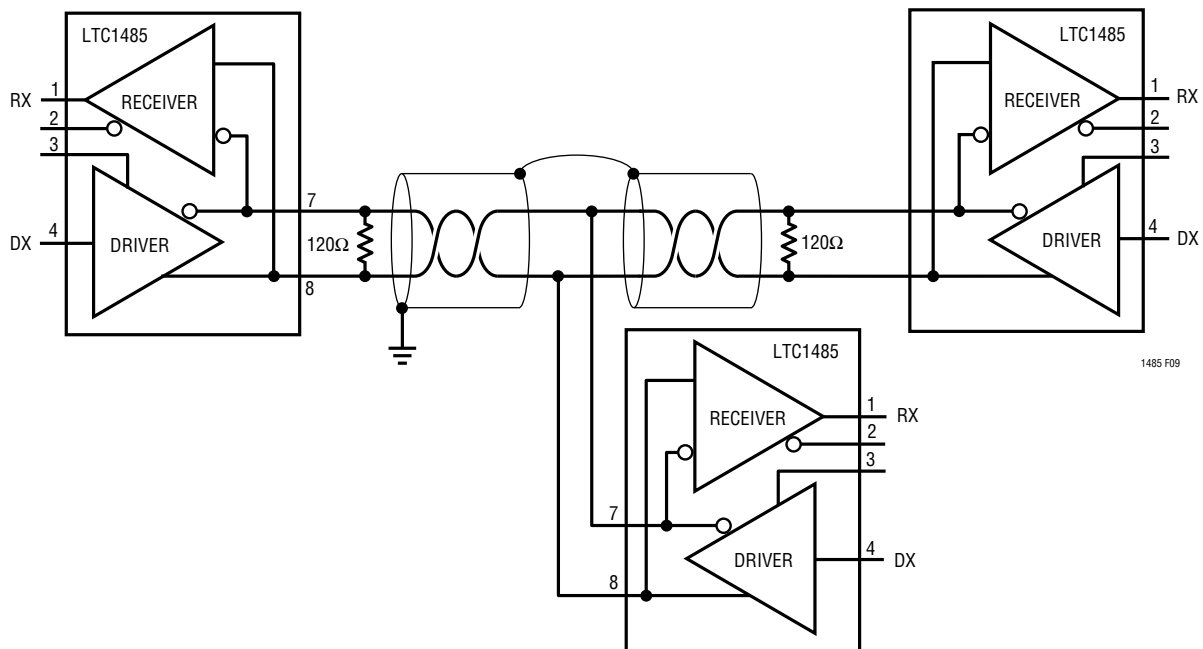 LTC1485
RX
1
RECEIVER
2
3
DX
4
DRIVER
7
8
120Ω
120Ω
LTC1485
RECEIVER
1
RX
2
3
DRIVER
4
DX
LTC1485
RECEIVER
1
RX
2
3
7
DRIVER
4
DX
8
1485 F09